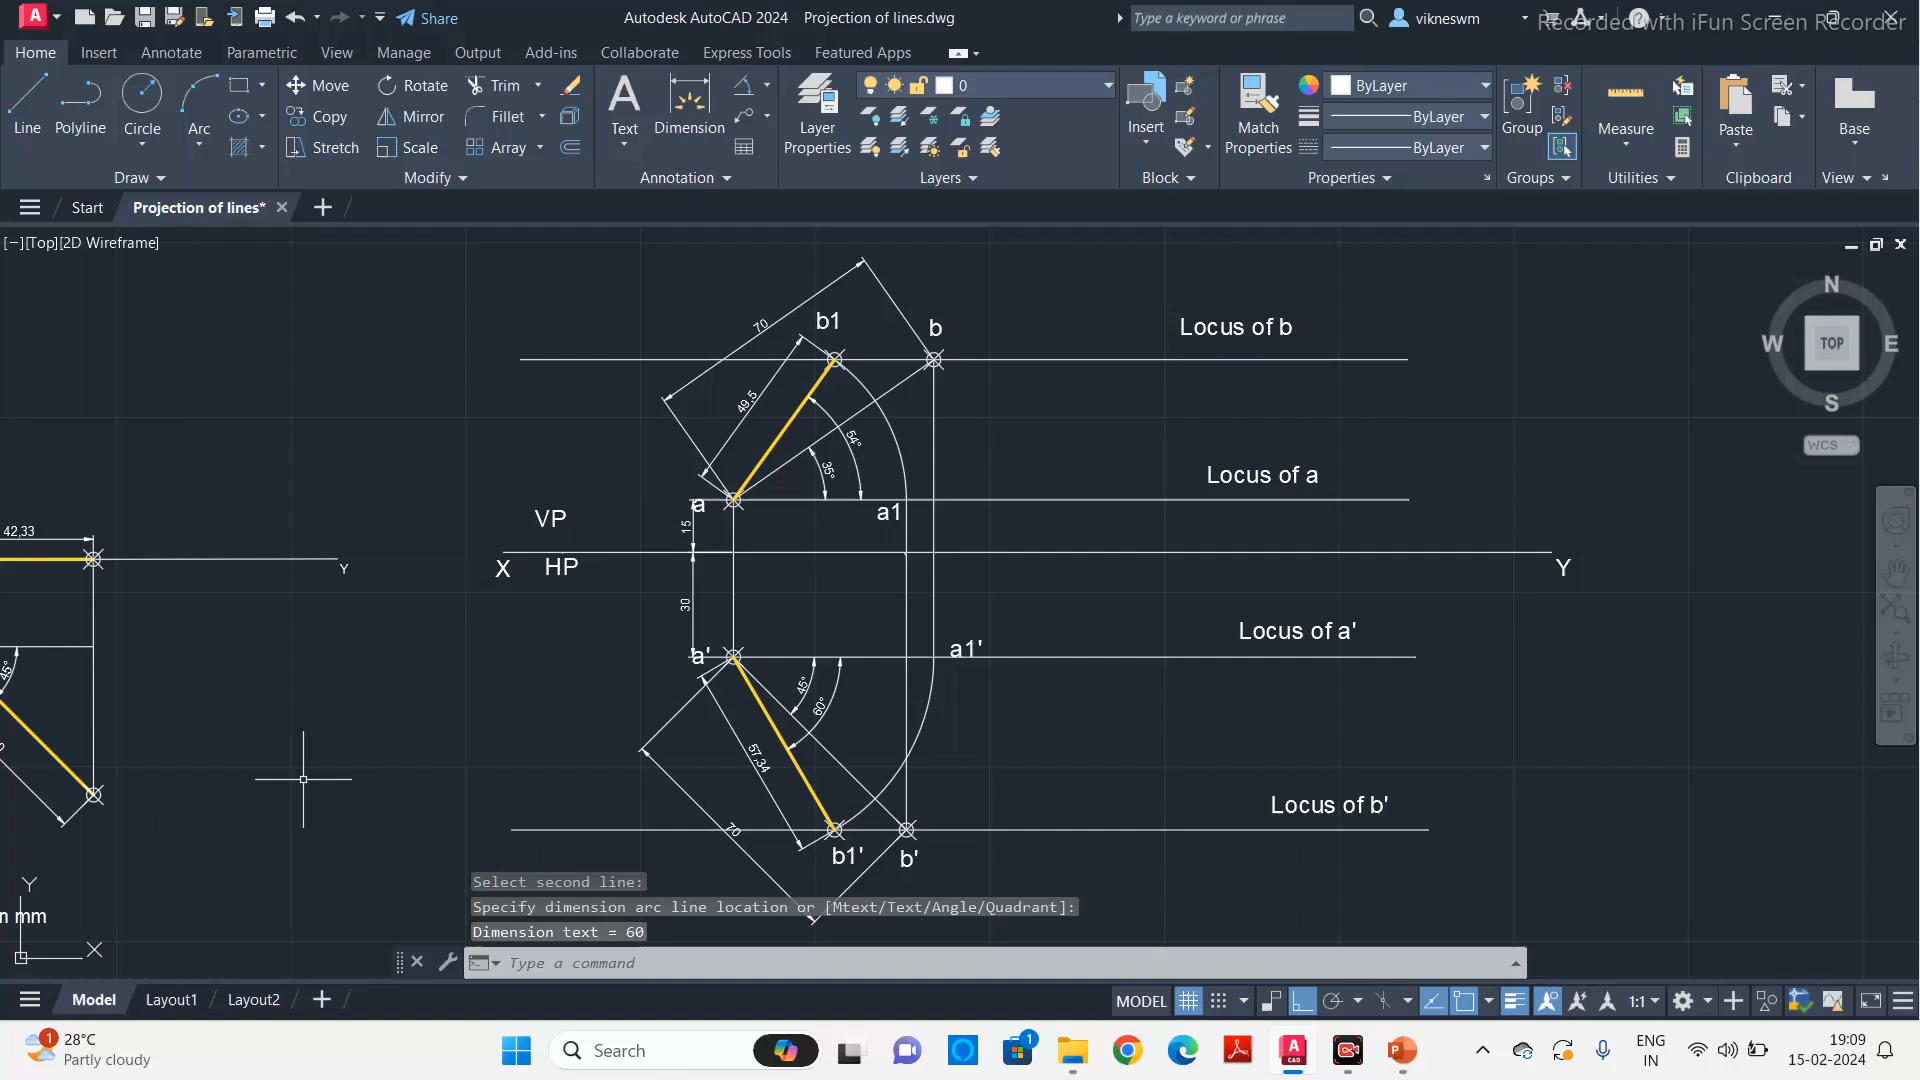 Autodesk AutoCAD 2024 Projection of lines.dwg
Share
Type a keyword or phrase
vikneswm
Recorded with iFun Screen Recorder
Home Insert Annotate Parametric View Manage Output Add-ins Collaborate Express Tools Featured Apps
Line Polyline Circle Arc
Move Rotate Trim
Copy Mirror Fillet
Stretch Scale Array
Text Dimension
Layer Properties
0
Insert
Match Properties
ByLayer
ByLayer
ByLayer
Group
Measure
Paste
Base
Draw Modify Annotation Layers Block Properties Groups Utilities Clipboard View
Start Projection of lines*
[−][Top][2D Wireframe]
N
W TOP E
S
WCS
70
b1 b Locus of b
49,5
54°
35°
Locus of a
a a1
15
VP
42,33
X HP Y
Y
30
Locus of a'
a' a1'
45°
45°
60°
57,34
70
Locus of b'
b1' b'
Y
n mm
X
Select second line:
Specify dimension arc line location or [Mtext/Text/Angle/Quadrant]:
Dimension text = 60
Type a command
Model Layout1 Layout2
MODEL 1:1
1
28°C
Partly cloudy
Search
1
A
CAD
ENG
IN
19:09
15-02-2024